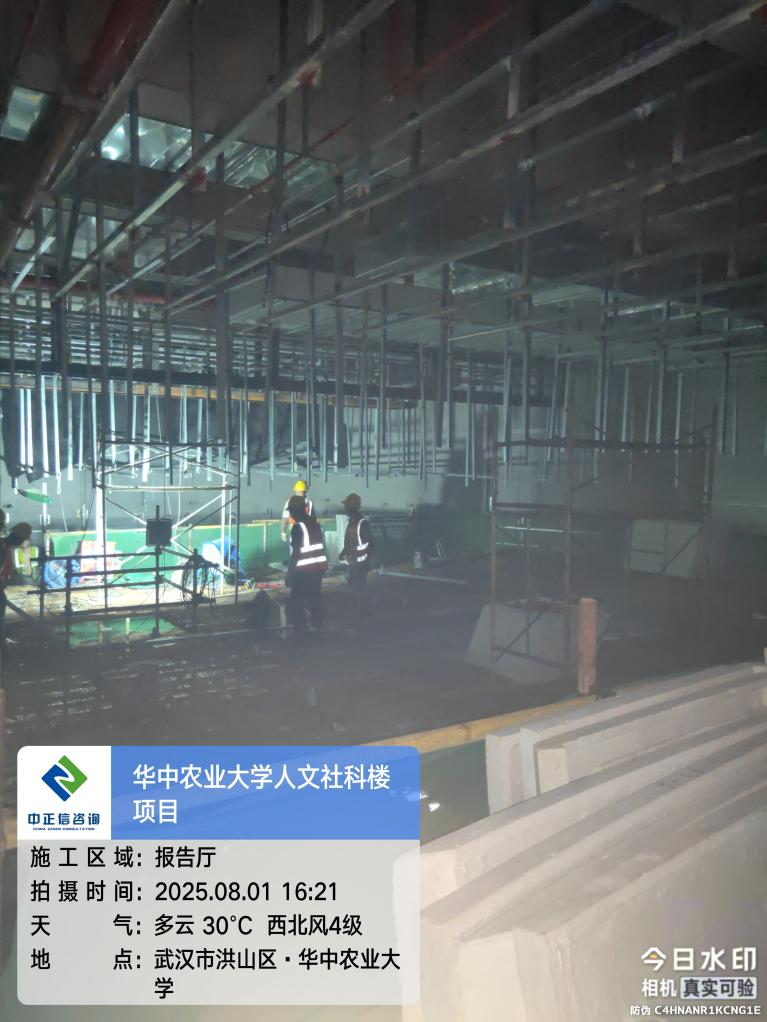 中正信咨询
华中农业大学人文社科楼
项目
施工区域：报告厅
拍摄时间：2025.08.01 16:21
天气：多云 30°C 西北风4级
地点：武汉市洪山区·华中农业大
学
今日水印
相机 真实可验
防伪 C4HNANR1KCNG1E